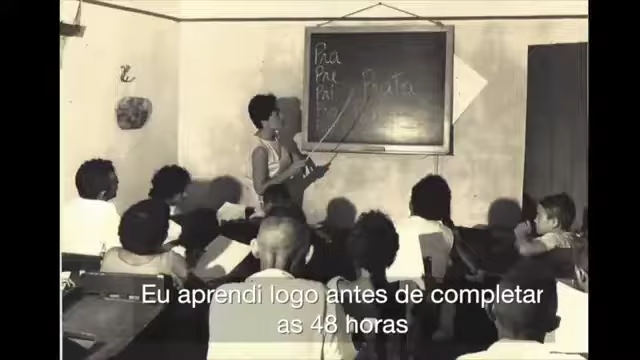 Pra
Pre
Pri
Prata
Eu aprendi logo antes de completar
as 48 horas